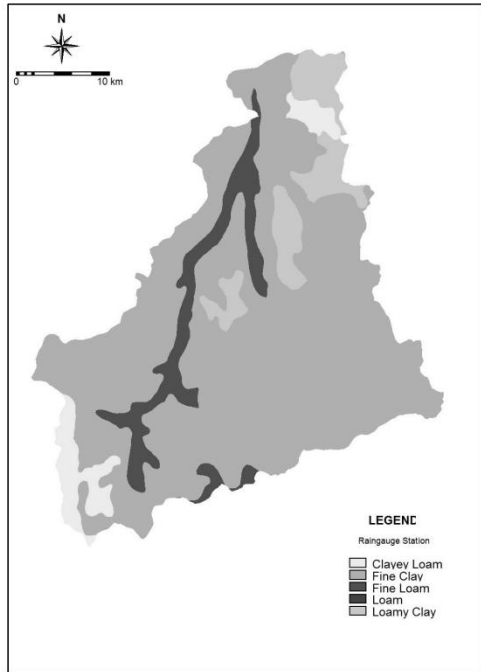 N
0 10 km
LEGEND
Raingauge Station
Clayey Loam
Fine Clay
Fine Loam
Loam
Loamy Clay